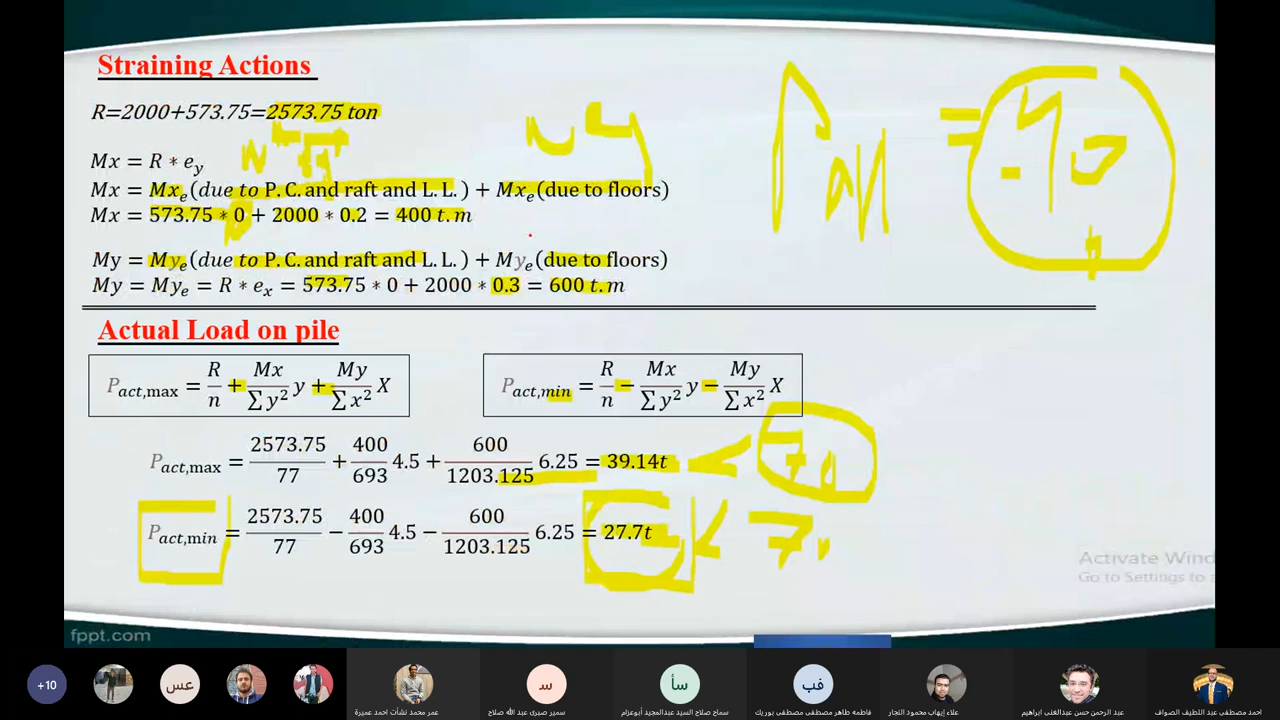 Straining Actions
R=2000+573.75=2573.75 ton
Mx = R * e_y
Mx = Mx_e(due to P. C. and raft and L. L. ) + Mx_e(due to floors)
Mx = 573.75 * 0 + 2000 * 0.2 = 400 t. m
My = My_e(due to P. C. and raft and L. L. ) + My_e(due to floors)
My = My_e = R * e_x = 573.75 * 0 + 2000 * 0.3 = 600 t. m
Actual Load on pile
P_act,max = R/n + Mx/∑y² y + My/∑x² X
P_act,min = R/n − Mx/∑y² y − My/∑x² X
P_act,max = 2573.75/77 + 400/693 4.5 + 600/1203.125 6.25 = 39.14t <
P_act,min = 2573.75/77 − 400/693 4.5 − 600/1203.125 6.25 = 27.7t <
Activate Wind
Go to Settings to
fppt.com
+10
عس
س
سأ
فب
عمر محمد نشأت احمد عميرة
سمير صبرى عبد الله صلاح
سماح صلاح السيد عبدالمجيد أبوعزام
فاطمه طاهر مصطفى مصطفى بوريك
علاء إيهاب محمود النجار
عبد الرحمن حسن عبدالغنى ابراهيم
احمد مصطفى عبد اللطيف الصواف